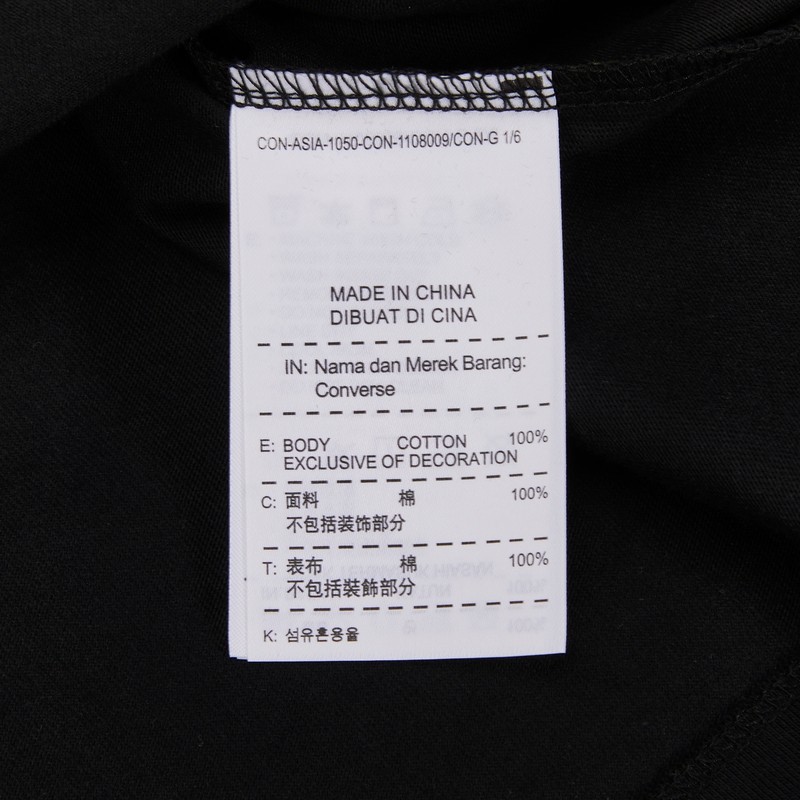 CON-ASIA-1050-CON-1108009/CON-G 1/6
MADE IN CHINA
DIBUAT DI CINA
IN: Nama dan Merek Barang:
Converse
E: BODY COTTON 100%
EXCLUSIVE OF DECORATION
C: 面料 棉 100%
不包括装饰部分
T: 表布 棉 100%
不包括裝飾部分
K: 섬유혼용율